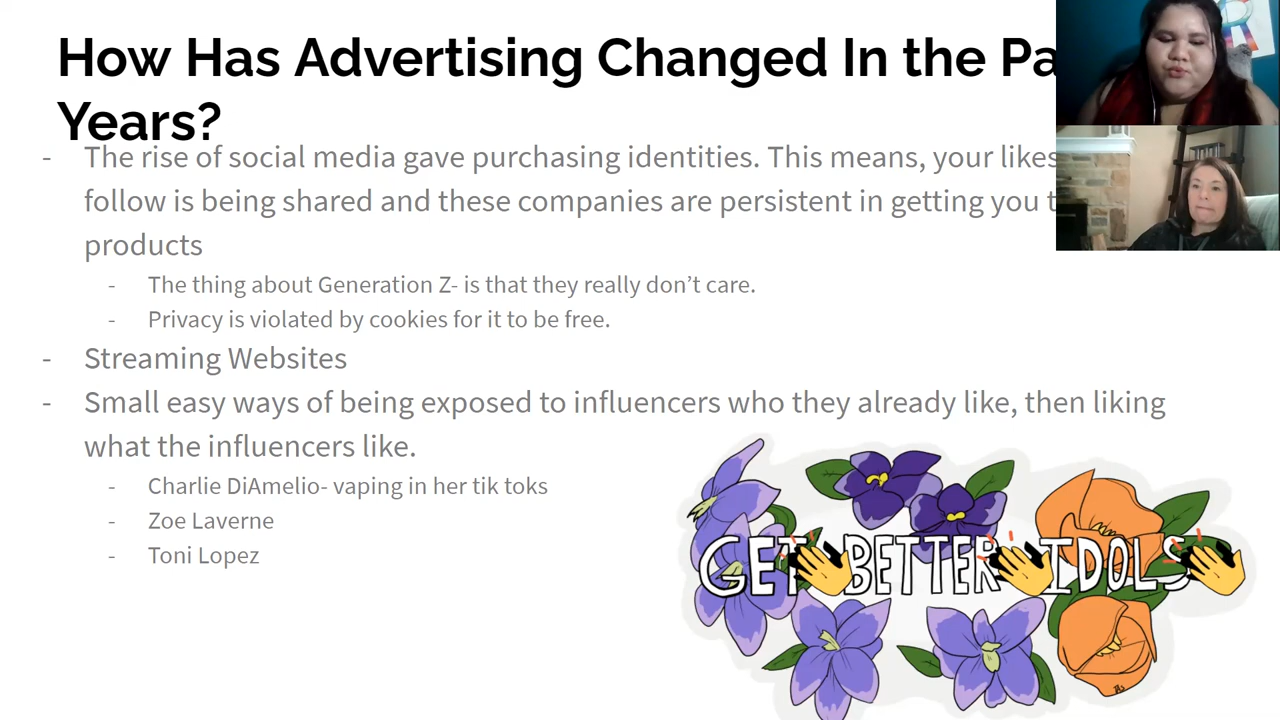 How Has Advertising Changed In the Pa
Years?
- The rise of social media gave purchasing identities. This means, your likes
follow is being shared and these companies are persistent in getting you t
products
- The thing about Generation Z- is that they really don’t care.
- Privacy is violated by cookies for it to be free.
- Streaming Websites
- Small easy ways of being exposed to influencers who they already like, then liking
what the influencers like.
- Charlie DiAmelio- vaping in her tik toks
- Zoe Laverne
- Toni Lopez
GET BETTER IDOLS